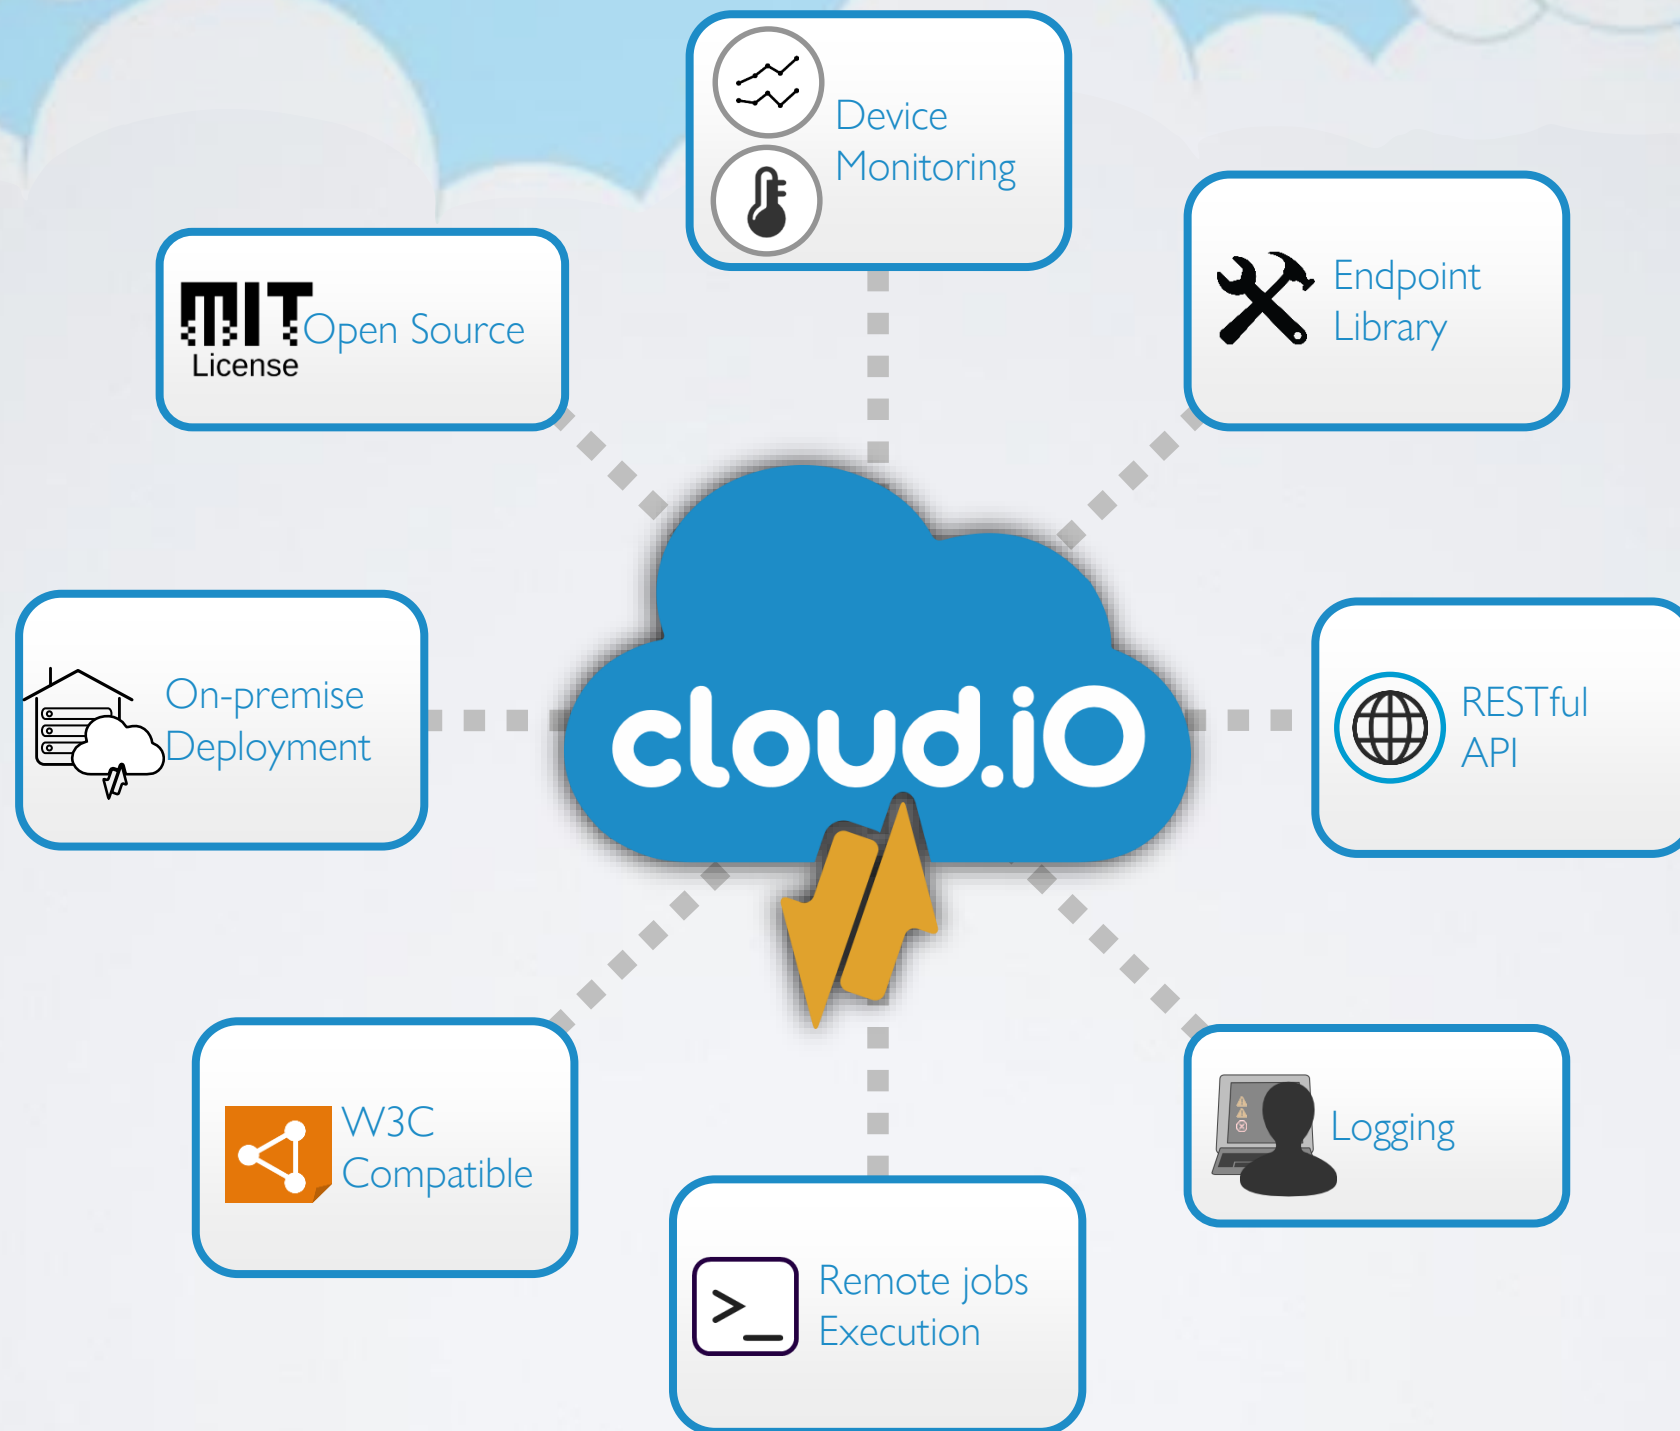 Device
Monitoring
Endpoint
Library
MIT
License
Open Source
On-premise
Deployment
cloud.iO
RESTful
API
W3C
Compatible
Logging
>_
Remote jobs
Execution